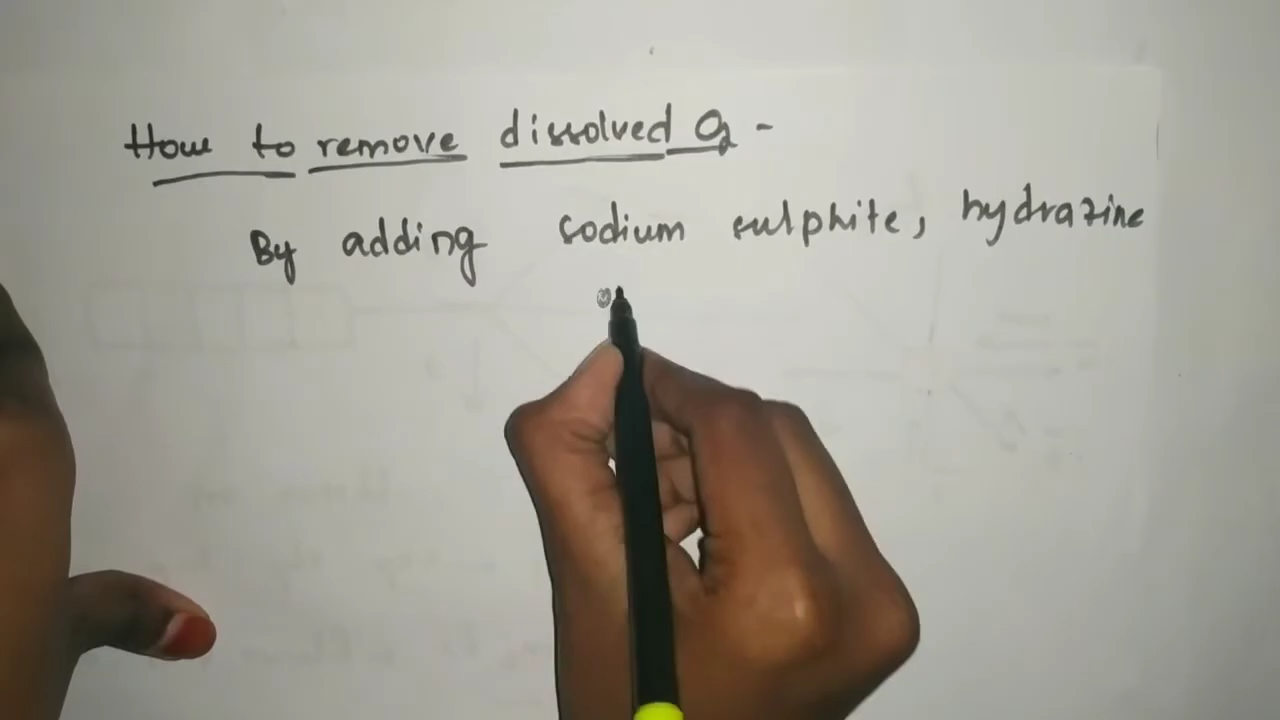 How to remove dissolved O2 -
By adding sodium sulphite, hydrazine